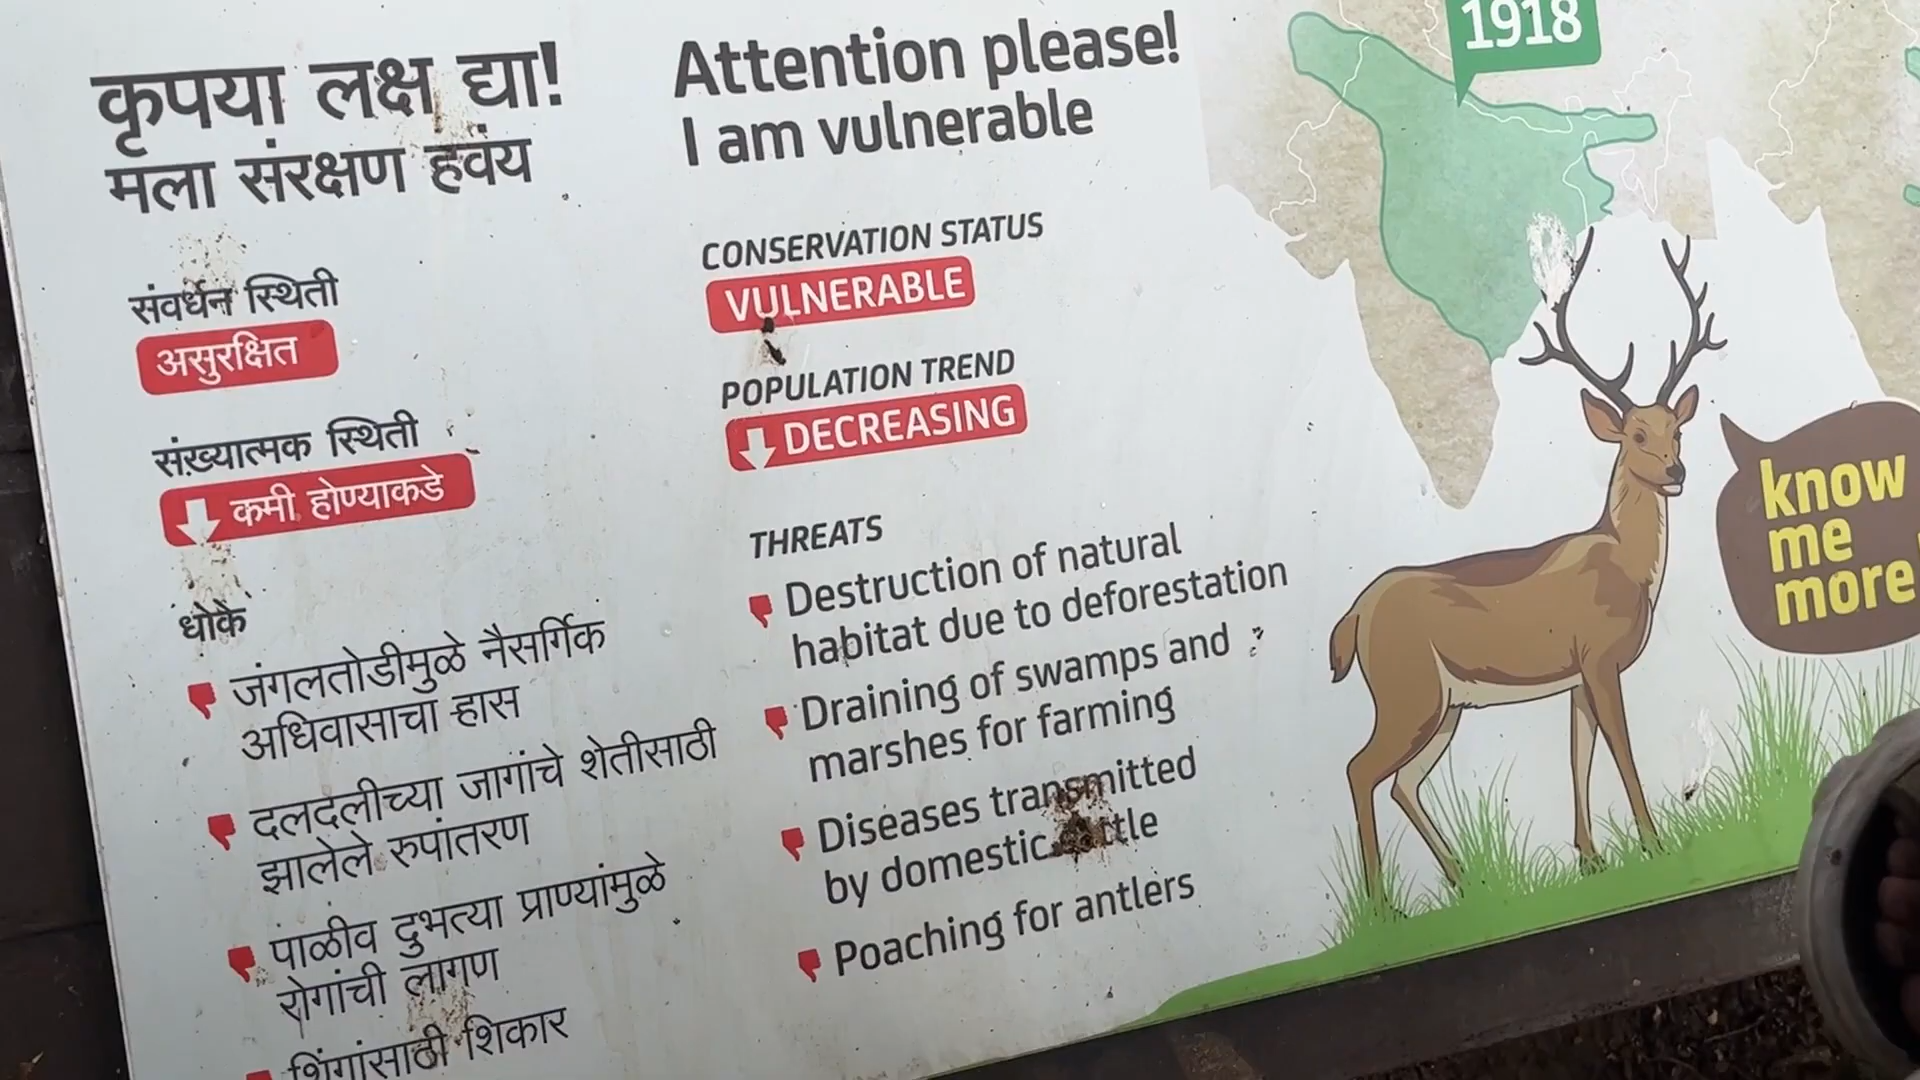 कृपया लक्ष द्या!
मला संरक्षण हवंय
संवर्धन स्थिती
असुरक्षित
संख्यात्मक स्थिती
कमी होण्याकडे
धोके
जंगलतोडीमुळे नैसर्गिक
अधिवासाचा ऱ्हास
दलदलीच्या जागांचे शेतीसाठी
झालेले रुपांतरण
पाळीव दुभत्या प्राण्यांमुळे
रोगांची लागण
शिंगांसाठी शिकार
Attention please!
I am vulnerable
CONSERVATION STATUS
VULNERABLE
POPULATION TREND
DECREASING
THREATS
Destruction of natural
habitat due to deforestation
Draining of swamps and
marshes for farming
Diseases transmitted
by domestic cattle
Poaching for antlers
1918
know
me
more!